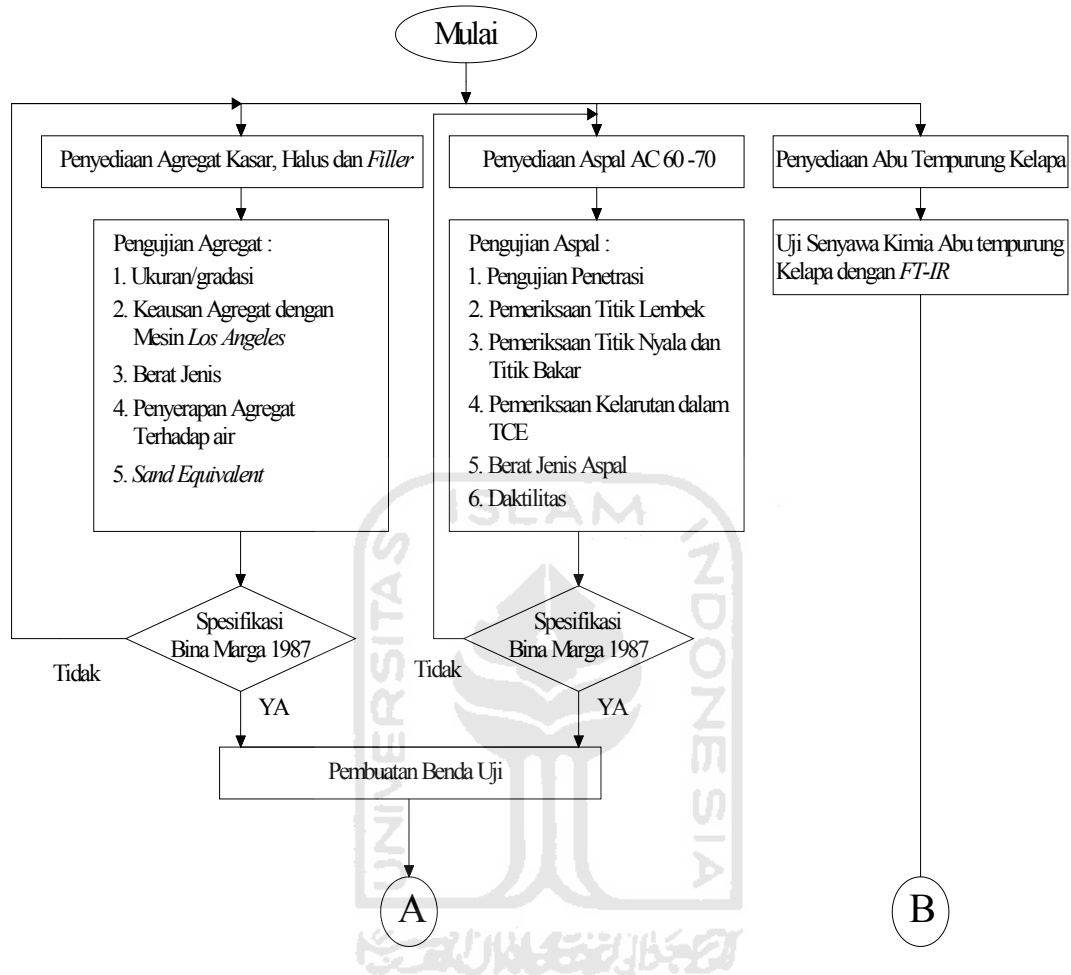 Mulai
Penyediaan Agregat Kasar, Halus dan Filler
Penyediaan Aspal AC 60 -70
Penyediaan Abu Tempurung Kelapa
Pengujian Agregat :
1. Ukuran/gradasi
2. Keausan Agregat dengan
Mesin Los Angeles
3. Berat Jenis
4. Penyerapan Agregat
Terhadap air
5. Sand Equivalent
Pengujian Aspal :
1. Pengujian Penetrasi
2. Pemeriksaan Titik Lembek
3. Pemeriksaan Titik Nyala dan
Titik Bakar
4. Pemeriksaan Kelarutan dalam
TCE
5. Berat Jenis Aspal
6. Daktilitas
Uji Senyawa Kimia Abu tempurung
Kelapa dengan FT-IR
Spesifikasi
Bina Marga 1987
Tidak
YA
Spesifikasi
Bina Marga 1987
Tidak
YA
Pembuatan Benda Uji
A
B
UNIVERSITAS
ISLAM
INDONESIA